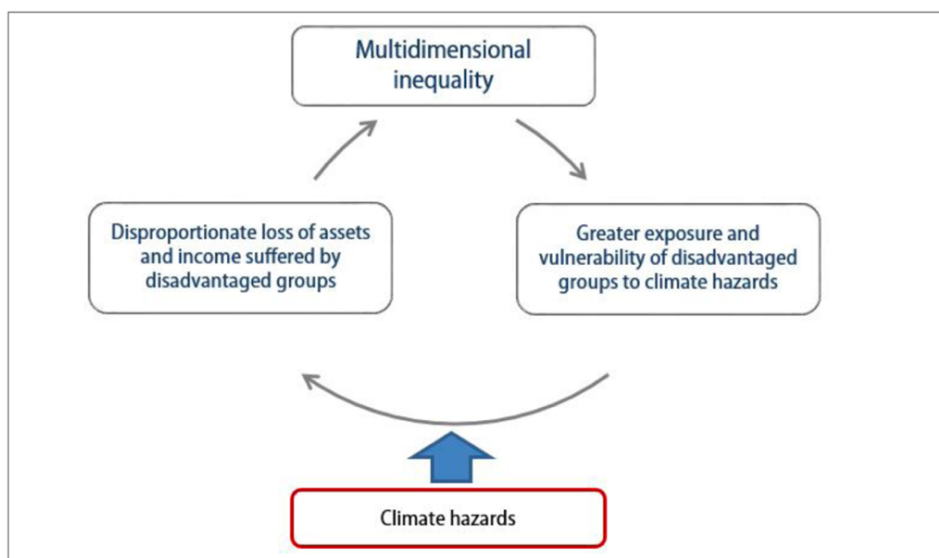 Multidimensional
inequality
Disproportionate loss of assets
and income suffered by
disadvantaged groups
Greater exposure and
vulnerability of disadvantaged
groups to climate hazards
Climate hazards